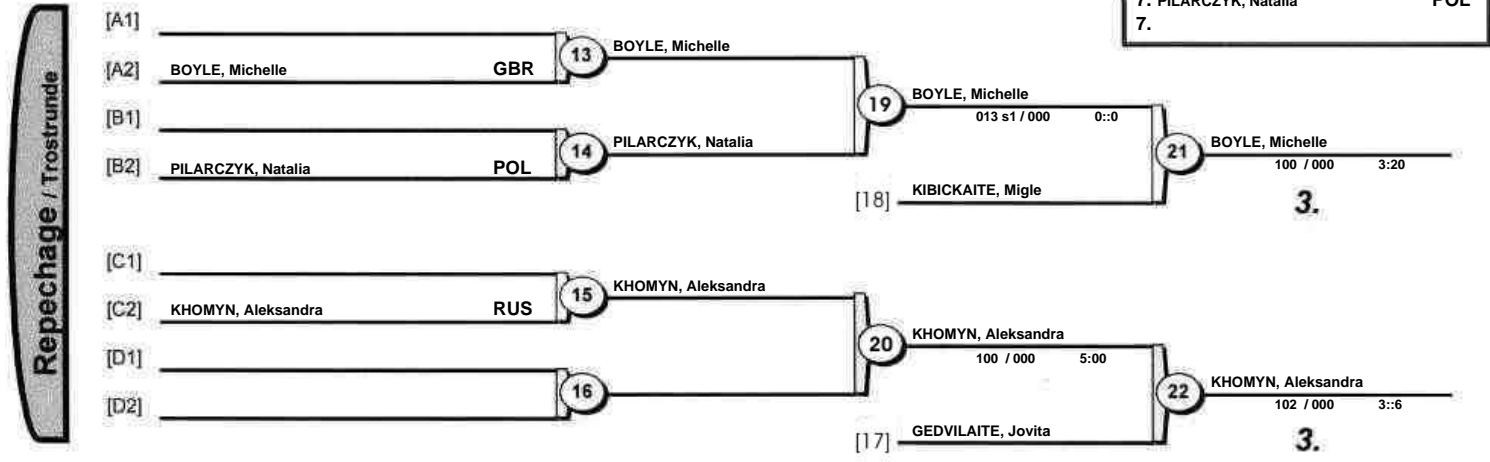 7. PILARCZYK, Natalia POL
7.
Repechage / Trostrunde
[A1]
[A2] BOYLE, Michelle GBR
13 BOYLE, Michelle
[B1]
[B2] PILARCZYK, Natalia POL
14 PILARCZYK, Natalia
19 BOYLE, Michelle
013 s1 / 000 0::0
[18] KIBICKAITE, Migle
21 BOYLE, Michelle
100 / 000 3:20
3.
[C1]
[C2] KHOMYN, Aleksandra RUS
15 KHOMYN, Aleksandra
[D1]
[D2]
16
20 KHOMYN, Aleksandra
100 / 000 5:00
[17] GEDVILAITE, Jovita
22 KHOMYN, Aleksandra
102 / 000 3::6
3.